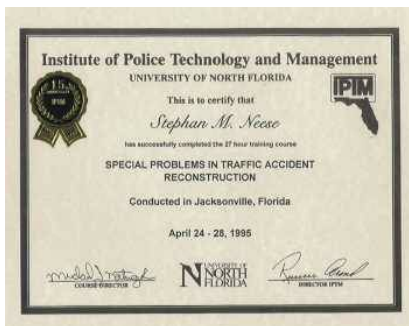 Institute of Police Technology and Management
UNIVERSITY OF NORTH FLORIDA
15
IPTM
IPTM
This is to certify that
Stephan M. Neese
has successfully completed the 27 hour training course
SPECIAL PROBLEMS IN TRAFFIC ACCIDENT
RECONSTRUCTION
Conducted in Jacksonville, Florida
April 24 - 28, 1995
COURSE DIRECTOR
UNIVERSITY OF
NORTH
FLORIDA
DIRECTOR IPTM